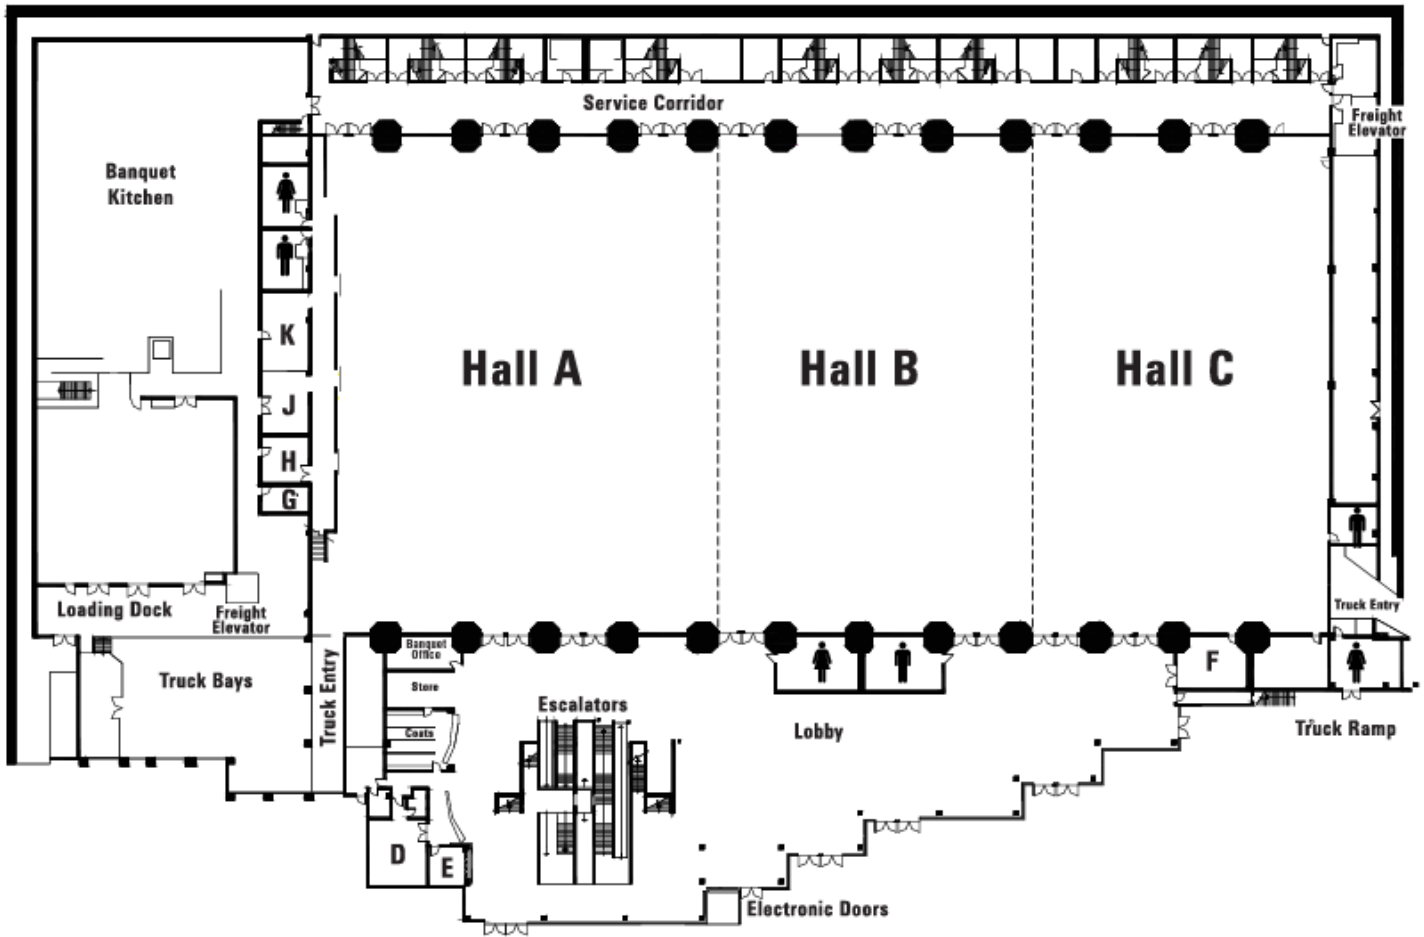 Service Corridor
Freight
Elevator
Banquet
Kitchen
K
J
H
G
Hall A
Hall B
Hall C
Loading Dock
Freight
Elevator
Truck Entry
Banquet
Office
F
Truck Bays
Truck Entry
Store
Escalators
Coats
Lobby
Truck Ramp
D
E
Electronic Doors